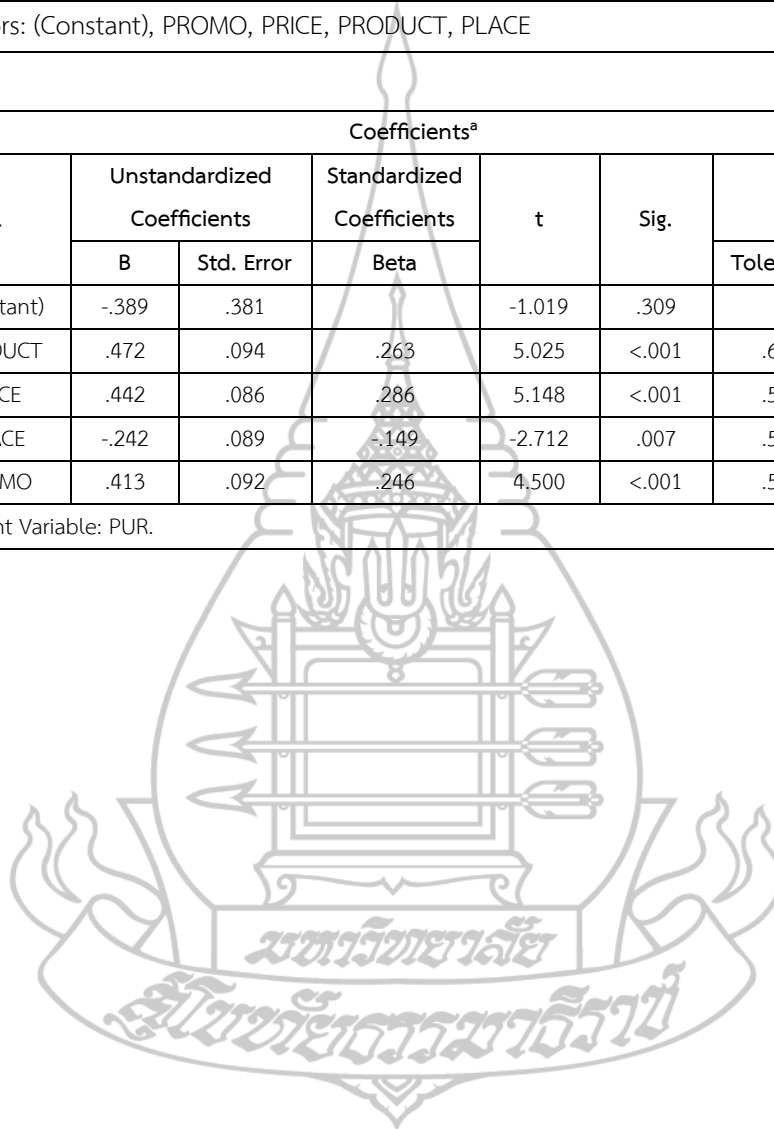 rs: (Constant), PROMO, PRICE, PRODUCT, PLACE
Coefficientsᵃ
Unstandardized Coefficients Standardized Coefficients t Sig.
B Std. Error Beta Tole
tant) -.389 .381 -1.019 .309
UCT .472 .094 .263 5.025 <.001 .6
CE .442 .086 .286 5.148 <.001 .5
CE -.242 .089 -.149 -2.712 .007 .5
MO .413 .092 .246 4.500 <.001 .5
nt Variable: PUR.
มหาวิทยาลัย
สุโขทัยธรรมาธิราช